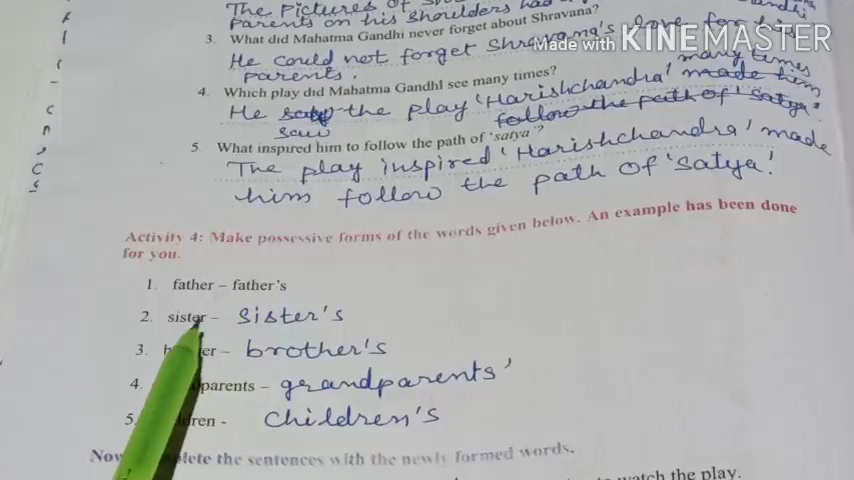 The Pictures of
Parents on his shoulders had
3. What did Mahatma Gandhi never forget about Shravana?
He could not forget Shravana's love for his
parents.
Made with KINEMASTER
4. Which play did Mahatma Gandhi see many times?
many times
He the play 'Harishchandra' made him
saw follow the path of 'Satya'.
5. What inspired him to follow the path of 'satya'?
The play inspired 'Harishchandra' made
him follow the path of 'Satya'.
Activity 4: Make possessive forms of the words given below. An example has been done
for you.
1. father – father's
2. sister – sister's
3. – brother's
4. parents – grandparents'
5. - Children's
the sentences with the newly formed words.
to watch the play.